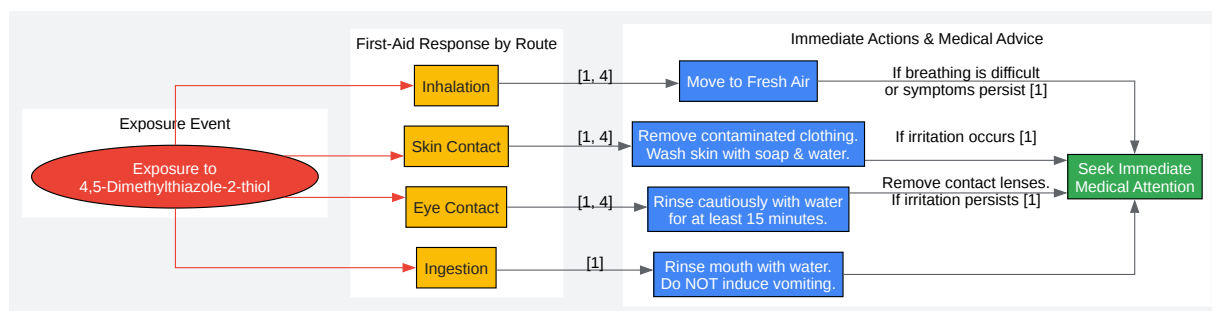 First-Aid Response by Route
Immediate Actions & Medical Advice
Exposure Event
Exposure to
4,5-Dimethylthiazole-2-thiol
Inhalation
[1, 4]
Move to Fresh Air
If breathing is difficult
or symptoms persist [1]
Skin Contact
[1, 4]
Remove contaminated clothing.
Wash skin with soap & water.
If irritation occurs [1]
Eye Contact
[1, 4]
Rinse cautiously with water
for at least 15 minutes.
Remove contact lenses.
If irritation persists [1]
Ingestion
[1]
Rinse mouth with water.
Do NOT induce vomiting.
Seek Immediate
Medical Attention